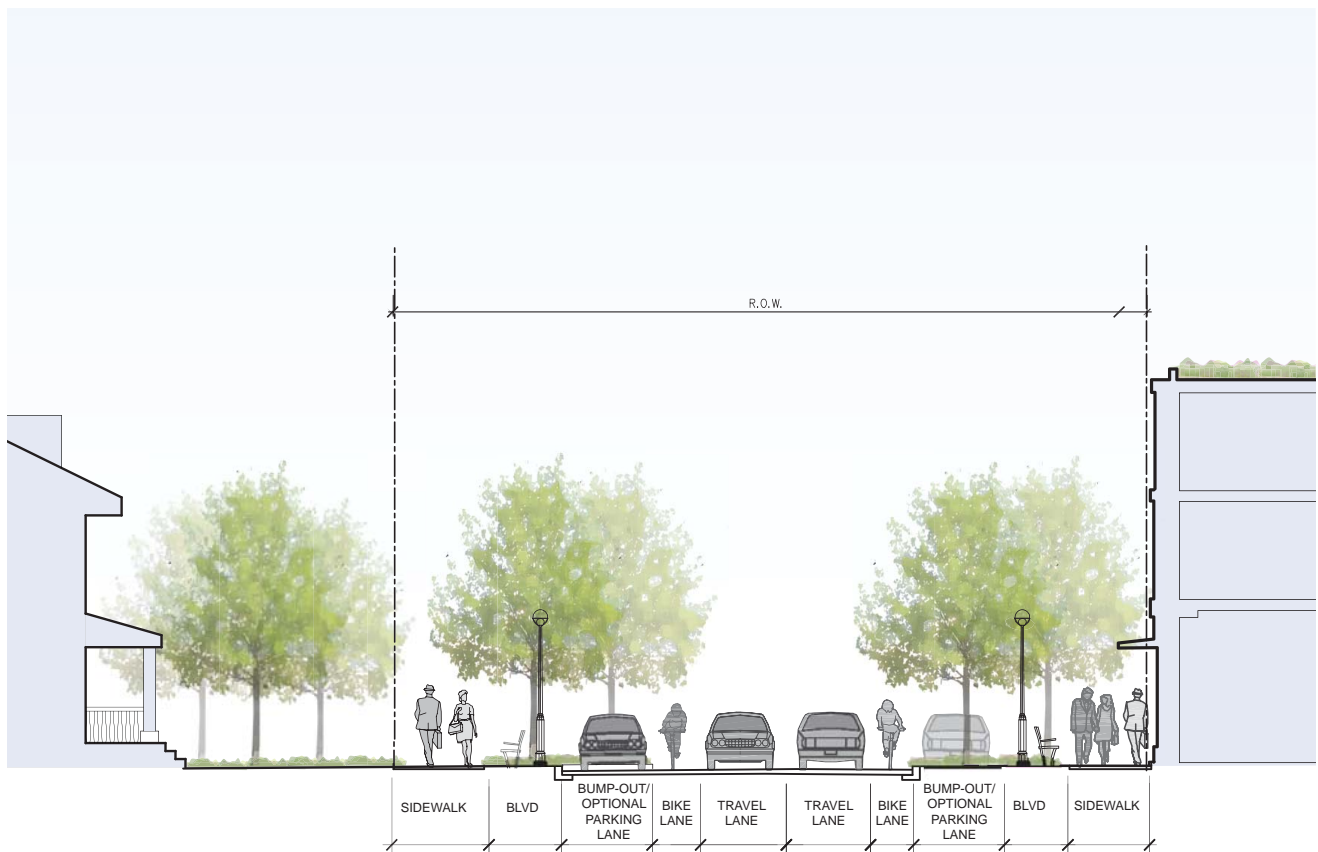 R.O.W.
SIDEWALK
BLVD
BUMP-OUT/
OPTIONAL
PARKING
LANE
BIKE
LANE
TRAVEL
LANE
TRAVEL
LANE
BIKE
LANE
BUMP-OUT/
OPTIONAL
PARKING
LANE
BLVD
SIDEWALK